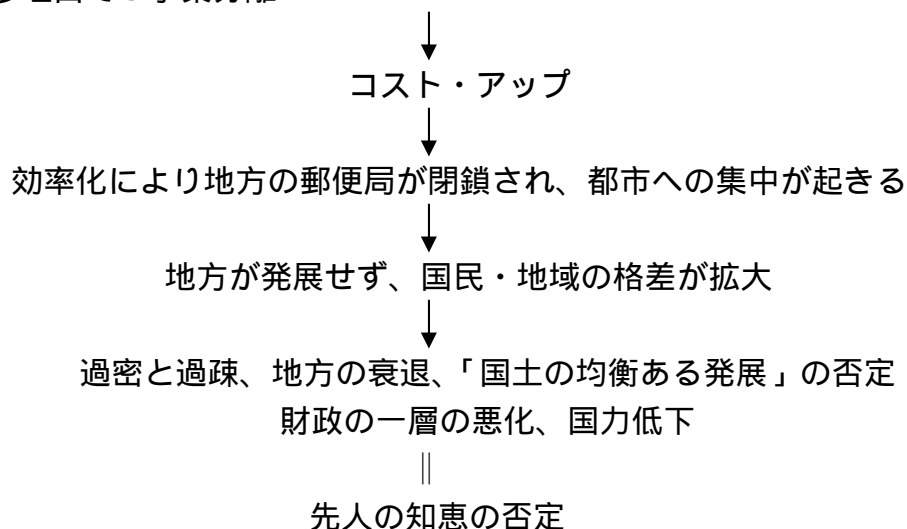 コスト・アップ
効率化により地方の郵便局が閉鎖され、都市への集中が起きる
地方が発展せず、国民・地域の格差が拡大
過密と過疎、地方の衰退、「国土の均衡ある発展」の否定
財政の一層の悪化、国力低下
先人の知恵の否定